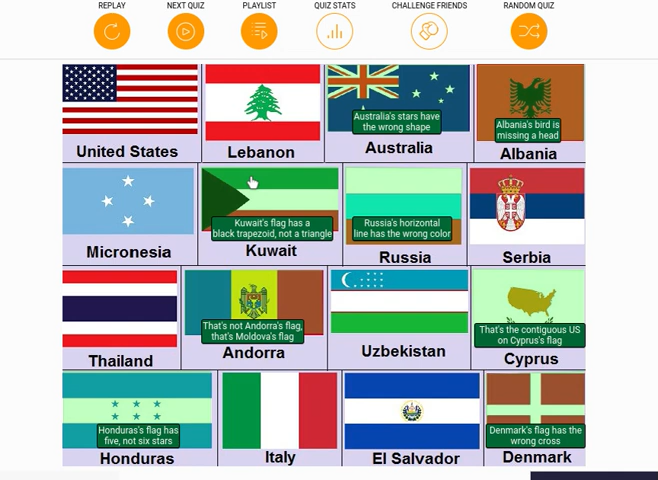 REPLAY
NEXT QUIZ
PLAYLIST
QUIZ STATS
CHALLENGE FRIENDS
RANDOM QUIZ
United States
Lebanon
Australia's stars have
the wrong shape
Australia
Albania's bird is
missing a head
Albania
Micronesia
Kuwait's flag has a
black trapezoid, not a triangle
Kuwait
Russia's horizontal
line has the wrong color
Russia
Serbia
Thailand
That's not Andorra's flag,
that's Moldova's flag
Andorra
Uzbekistan
That's the contiguous US
on Cyprus's flag
Cyprus
Honduras's flag has
five, not six stars
Honduras
Italy
El Salvador
Denmark's flag has the
wrong cross
Denmark